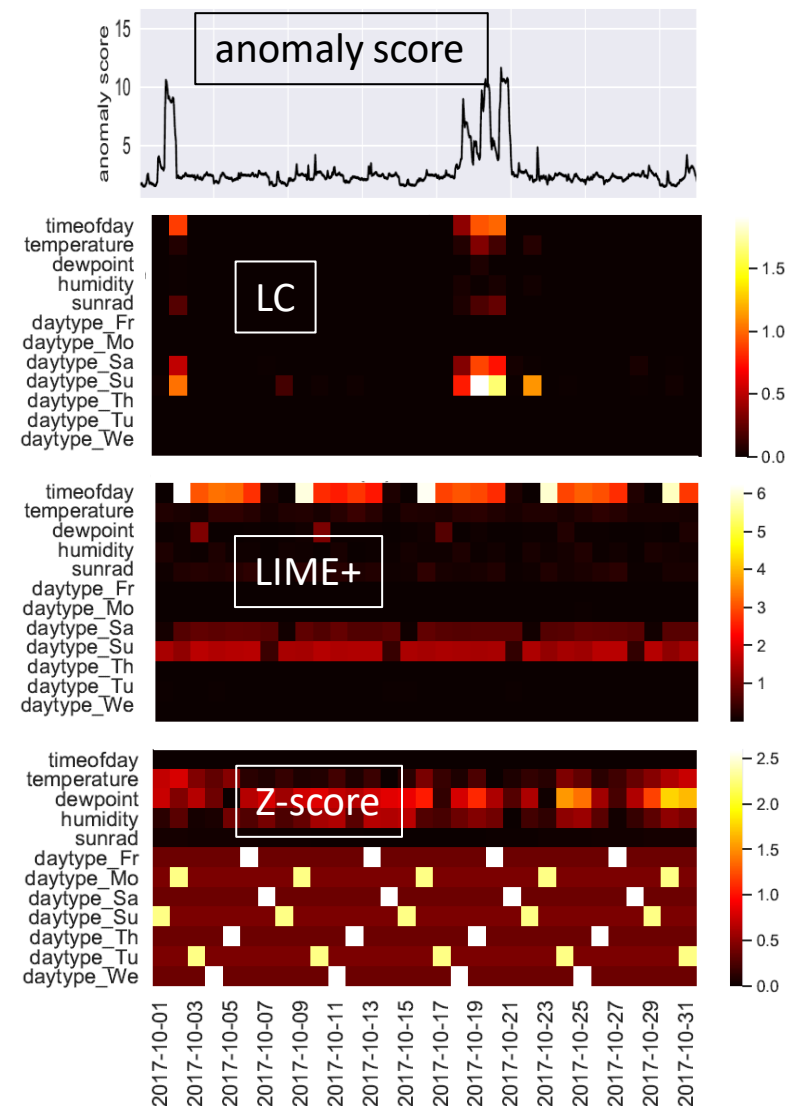 15
10
5
anomaly score
anomaly score
timeofday
temperature
dewpoint
humidity
sunrad
daytype_Fr
daytype_Mo
daytype_Sa
daytype_Su
daytype_Th
daytype_Tu
daytype_We
LC
1.5
1.0
0.5
0.0
timeofday
temperature
dewpoint
humidity
sunrad
daytype_Fr
daytype_Mo
daytype_Sa
daytype_Su
daytype_Th
daytype_Tu
daytype_We
LIME+
6
5
4
3
2
1
timeofday
temperature
dewpoint
humidity
sunrad
daytype_Fr
daytype_Mo
daytype_Sa
daytype_Su
daytype_Th
daytype_Tu
daytype_We
Z-score
2.5
2.0
1.5
1.0
0.5
0.0
2017-10-01
2017-10-03
2017-10-05
2017-10-07
2017-10-09
2017-10-11
2017-10-13
2017-10-15
2017-10-17
2017-10-19
2017-10-21
2017-10-23
2017-10-25
2017-10-27
2017-10-29
2017-10-31